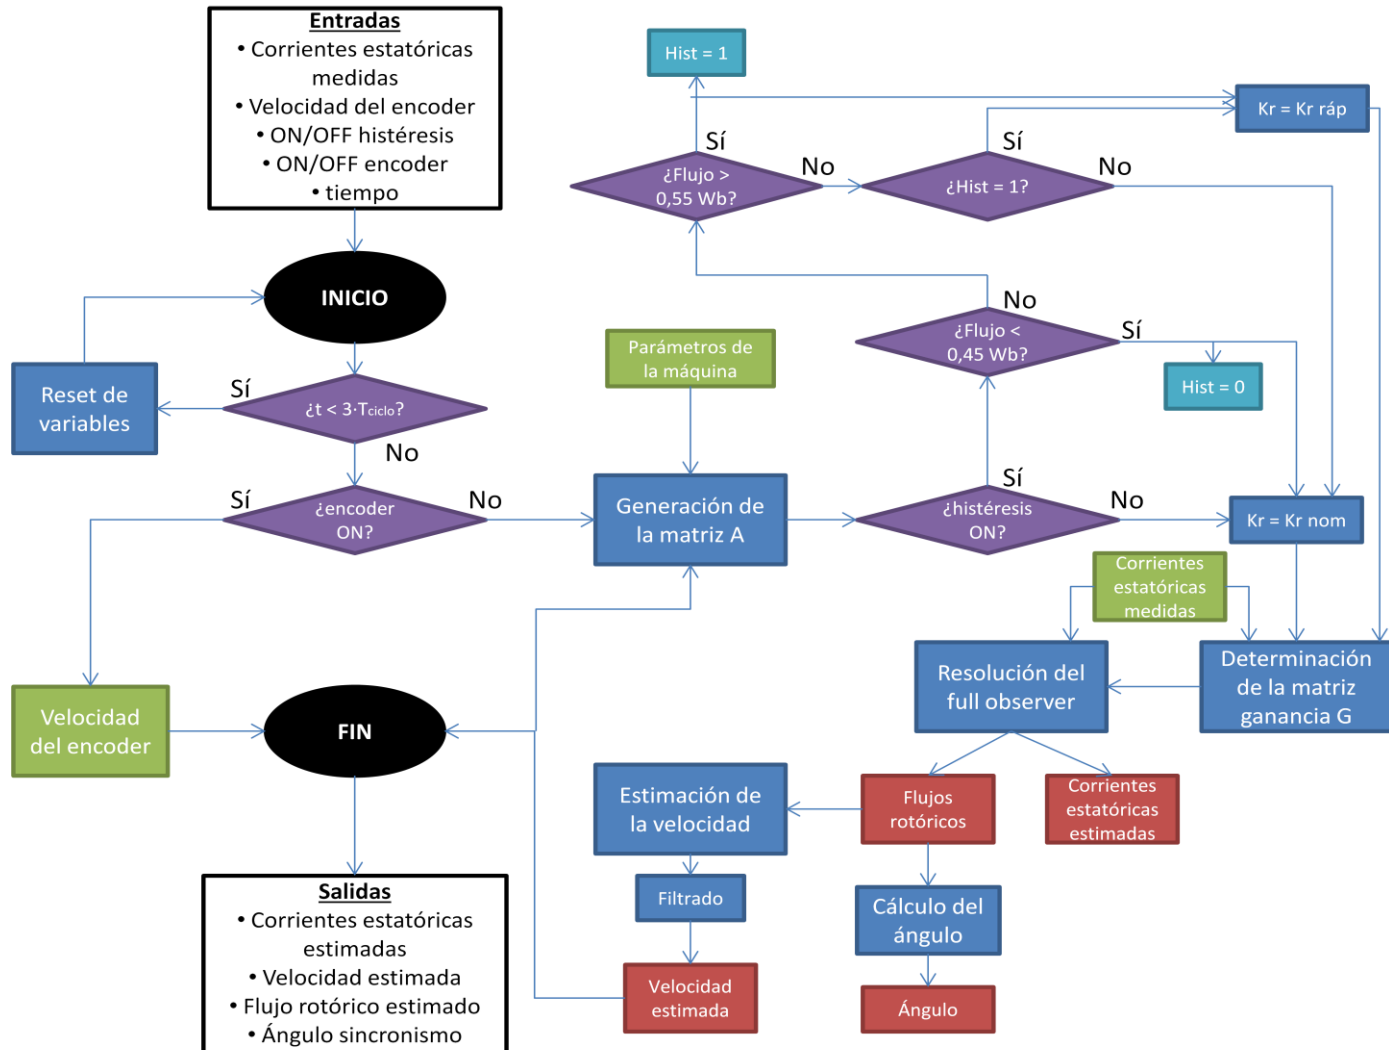 Entradas
• Corrientes estatóricas
medidas
• Velocidad del encoder
• ON/OFF histéresis
• ON/OFF encoder
• tiempo
Hist = 1
Kr = Kr ráp
Sí
No
Sí
No
¿Flujo >
0,55 Wb?
¿Hist = 1?
INICIO
No
Sí
¿Flujo <
0,45 Wb?
Parámetros de
la máquina
Hist = 0
Reset de
variables
Sí
¿t < 3·Tciclo?
No
Sí
¿encoder
ON?
No
Generación de
la matriz A
Sí
¿histéresis
ON?
No
Kr = Kr nom
Corrientes
estatóricas
medidas
Resolución del
full observer
Determinación
de la matriz
ganancia G
Velocidad
del encoder
FIN
Estimación de
la velocidad
Flujos
rotóricos
Corrientes
estatóricas
estimadas
Filtrado
Cálculo del
ángulo
Velocidad
estimada
Ángulo
Salidas
• Corrientes estatóricas
estimadas
• Velocidad estimada
• Flujo rotórico estimado
• Ángulo sincronismo